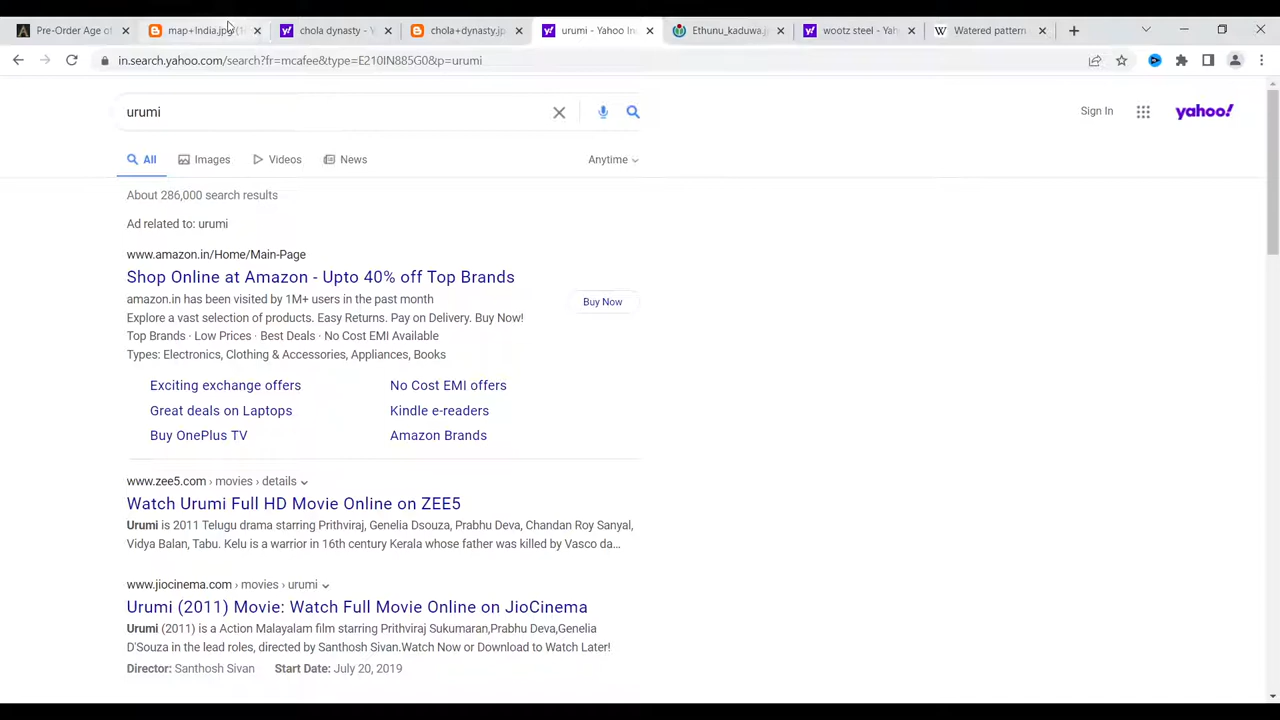 Pre-Order Age of
map+India.jp
chola dynasty -
chola+dynasty.jp
urumi - Yahoo In
Ethunu_kaduwa.j
wootz steel - Ya
Watered pattern
in.search.yahoo.com/search?fr=mcafee&type=E210IN885G0&p=urumi
urumi
Sign In
yahoo!
All
Images
Videos
News
Anytime
About 286,000 search results
Ad related to: urumi
www.amazon.in/Home/Main-Page
Shop Online at Amazon - Upto 40% off Top Brands
amazon.in has been visited by 1M+ users in the past month
Buy Now
Explore a vast selection of products. Easy Returns. Pay on Delivery. Buy Now!
Top Brands · Low Prices · Best Deals · No Cost EMI Available
Types: Electronics, Clothing & Accessories, Appliances, Books
Exciting exchange offers
No Cost EMI offers
Great deals on Laptops
Kindle e-readers
Buy OnePlus TV
Amazon Brands
www.zee5.com › movies › details
Watch Urumi Full HD Movie Online on ZEE5
Urumi is 2011 Telugu drama starring Prithviraj, Genelia Dsouza, Prabhu Deva, Chandan Roy Sanyal,
Vidya Balan, Tabu. Kelu is a warrior in 16th century Kerala whose father was killed by Vasco da...
www.jiocinema.com › movies › urumi
Urumi (2011) Movie: Watch Full Movie Online on JioCinema
Urumi (2011) is a Action Malayalam film starring Prithviraj Sukumaran,Prabhu Deva,Genelia
D'Souza in the lead roles, directed by Santhosh Sivan.Watch Now or Download to Watch Later!
Director: Santhosh Sivan Start Date: July 20, 2019